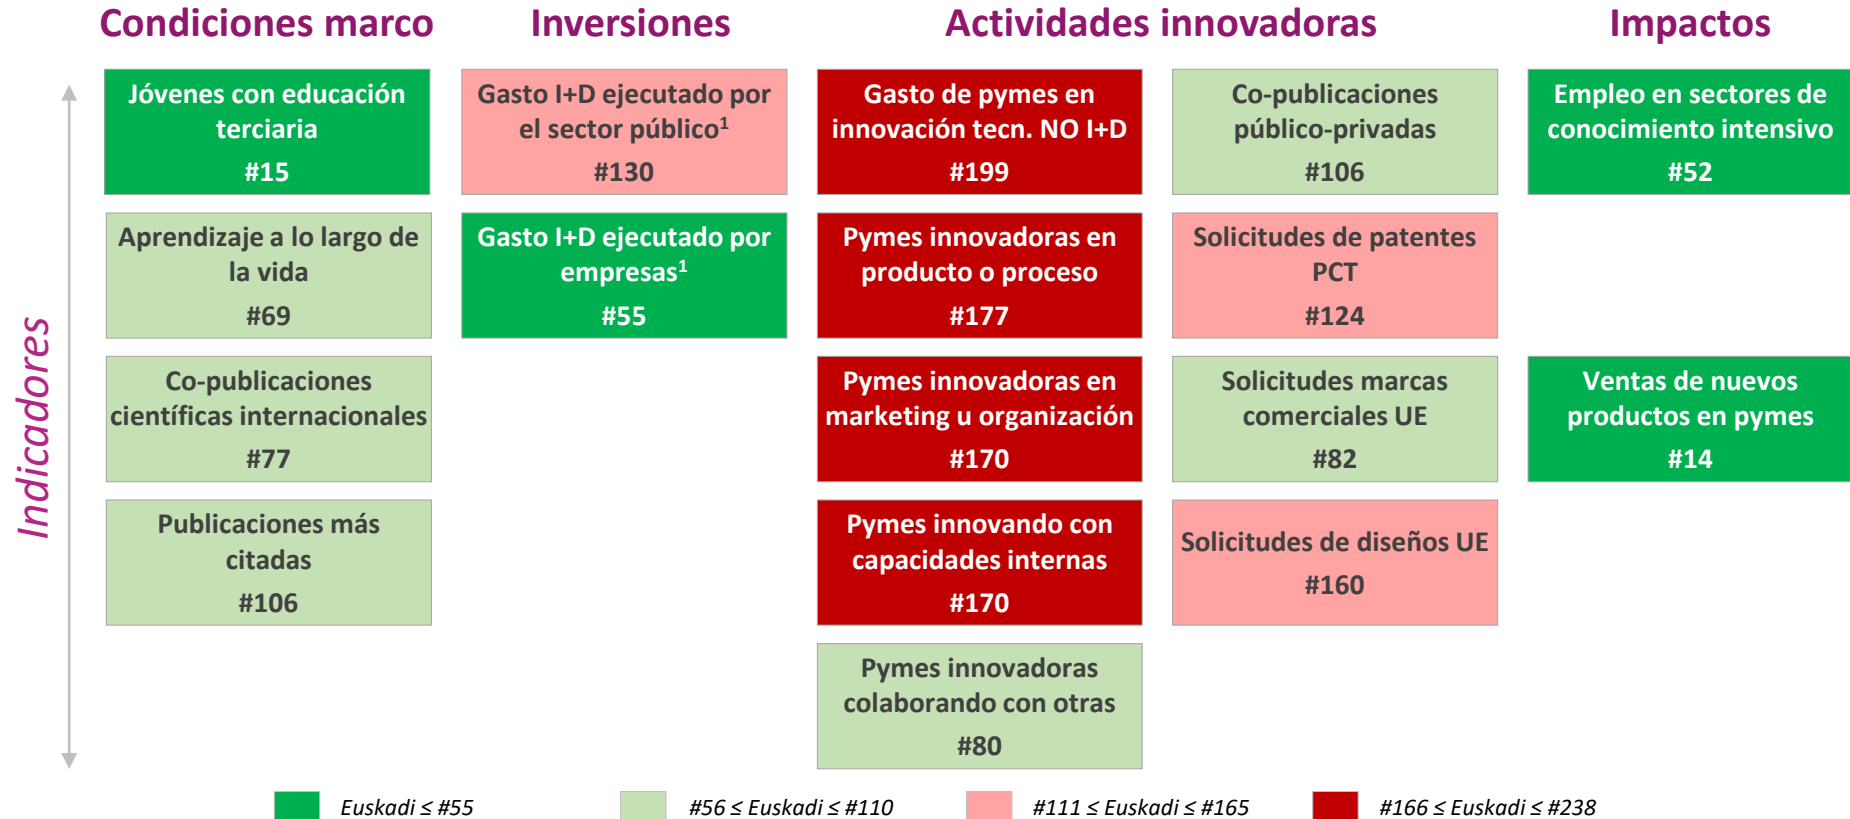 Condiciones marco
Inversiones
Actividades innovadoras
Impactos
Indicadores
Jóvenes con educación
terciaria
#15
Aprendizaje a lo largo de
la vida
#69
Co-publicaciones
científicas internacionales
#77
Publicaciones más
citadas
#106
Gasto I+D ejecutado por
el sector público¹
#130
Gasto I+D ejecutado por
empresas¹
#55
Gasto de pymes en
innovación tecn. NO I+D
#199
Pymes innovadoras en
producto o proceso
#177
Pymes innovadoras en
marketing u organización
#170
Pymes innovando con
capacidades internas
#170
Pymes innovadoras
colaborando con otras
#80
Co-publicaciones
público-privadas
#106
Solicitudes de patentes
PCT
#124
Solicitudes marcas
comerciales UE
#82
Solicitudes de diseños UE
#160
Empleo en sectores de
conocimiento intensivo
#52
Ventas de nuevos
productos en pymes
#14
Euskadi ≤ #55
#56 ≤ Euskadi ≤ #110
#111 ≤ Euskadi ≤ #165
#166 ≤ Euskadi ≤ #238